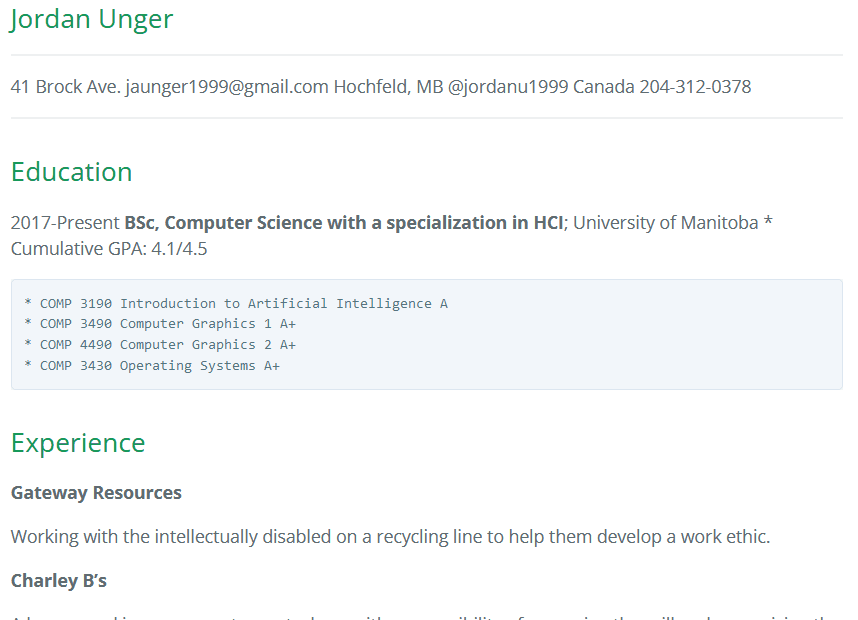 Jordan Unger
41 Brock Ave. jaunger1999@gmail.com Hochfeld, MB @jordanu1999 Canada 204-312-0378
Education
2017-Present BSc, Computer Science with a specialization in HCI; University of Manitoba *
Cumulative GPA: 4.1/4.5
* COMP 3190 Introduction to Artificial Intelligence A
* COMP 3490 Computer Graphics 1 A+
* COMP 4490 Computer Graphics 2 A+
* COMP 3430 Operating Systems A+
Experience
Gateway Resources
Working with the intellectually disabled on a recycling line to help them develop a work ethic.
Charley B’s